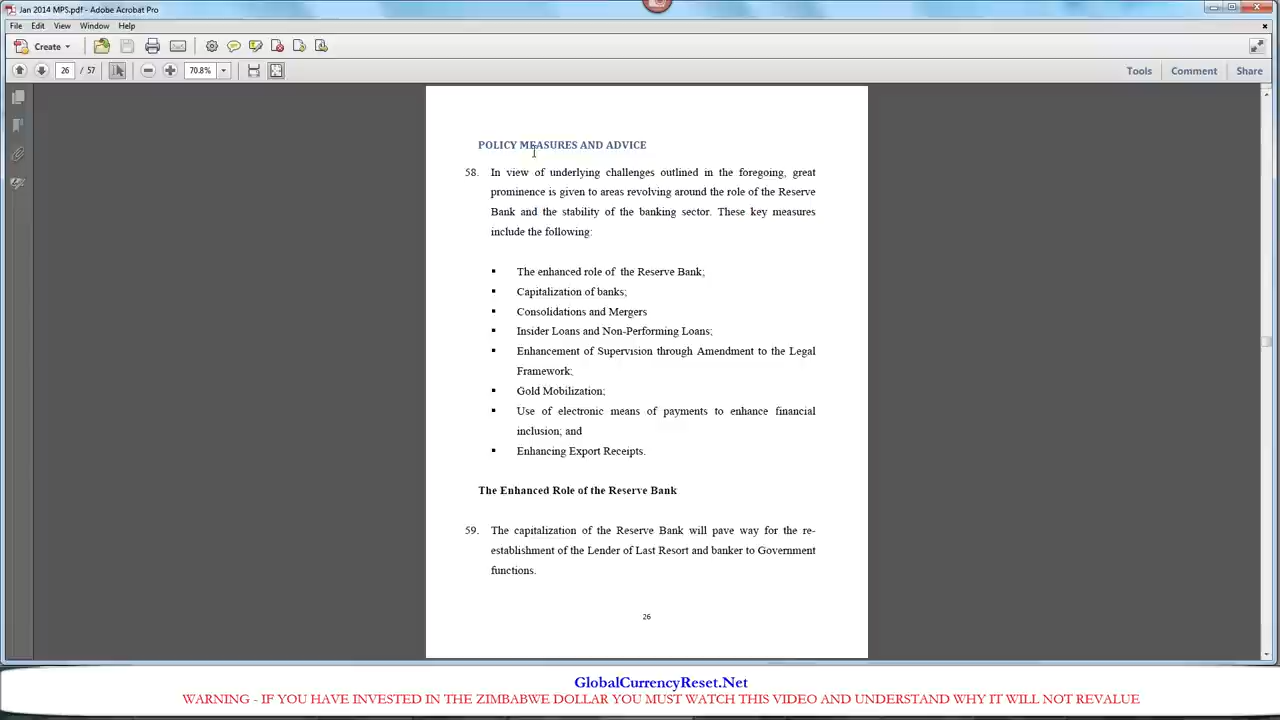 Jan 2014 MPS.pdf - Adobe Acrobat Pro
File Edit View Window Help
Create
26 / 57 70.8% Tools Comment Share
POLICY MEASURES AND ADVICE
58. In view of underlying challenges outlined in the foregoing, great
prominence is given to areas revolving around the role of the Reserve
Bank and the stability of the banking sector. These key measures
include the following:
▪ The enhanced role of the Reserve Bank;
▪ Capitalization of banks;
▪ Consolidations and Mergers
▪ Insider Loans and Non-Performing Loans;
▪ Enhancement of Supervision through Amendment to the Legal
Framework;
▪ Gold Mobilization;
▪ Use of electronic means of payments to enhance financial
inclusion; and
▪ Enhancing Export Receipts.
The Enhanced Role of the Reserve Bank
59. The capitalization of the Reserve Bank will pave way for the re-
establishment of the Lender of Last Resort and banker to Government
functions.
26
GlobalCurrencyReset.Net
WARNING - IF YOU HAVE INVESTED IN THE ZIMBABWE DOLLAR YOU MUST WATCH THIS VIDEO AND UNDERSTAND WHY IT WILL NOT REVALUE